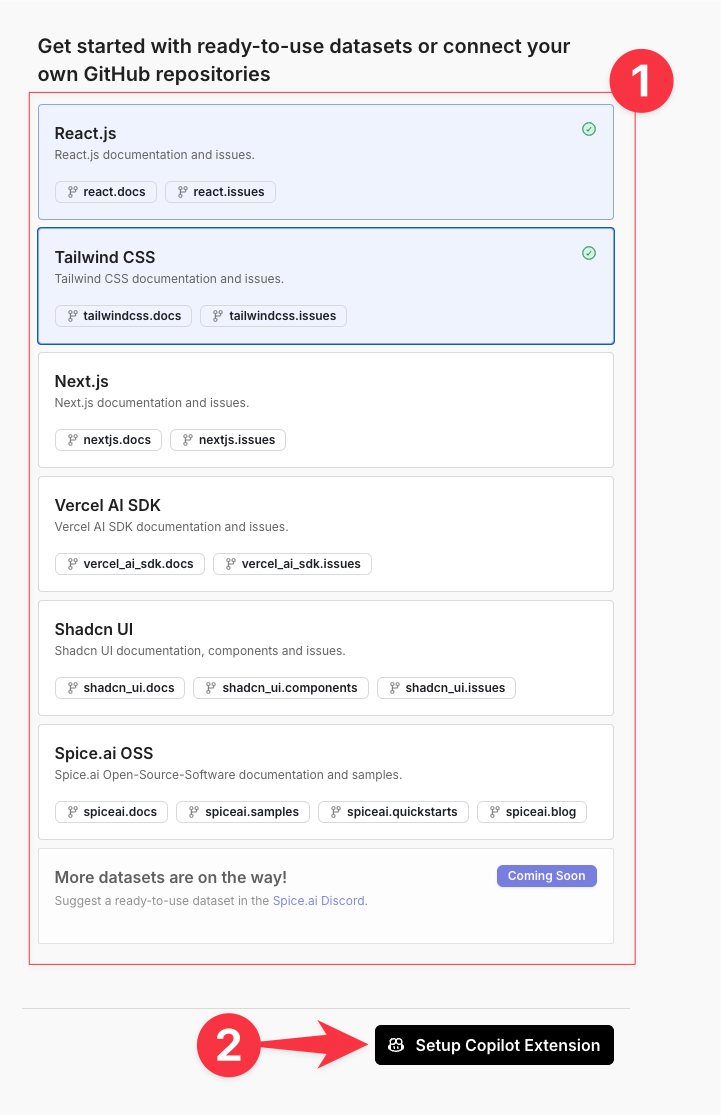 Get started with ready-to-use datasets or connect your
own GitHub repositories
1
React.js
React.js documentation and issues.
react.docs react.issues
Tailwind CSS
Tailwind CSS documentation and issues.
tailwindcss.docs tailwindcss.issues
Next.js
Next.js documentation and issues.
nextjs.docs nextjs.issues
Vercel AI SDK
Vercel AI SDK documentation and issues.
vercel_ai_sdk.docs vercel_ai_sdk.issues
Shadcn UI
Shadcn UI documentation, components and issues.
shadcn_ui.docs shadcn_ui.components shadcn_ui.issues
Spice.ai OSS
Spice.ai Open-Source-Software documentation and samples.
spiceai.docs spiceai.samples spiceai.quickstarts spiceai.blog
More datasets are on the way! Coming Soon
Suggest a ready-to-use dataset in the Spice.ai Discord.
2 Setup Copilot Extension